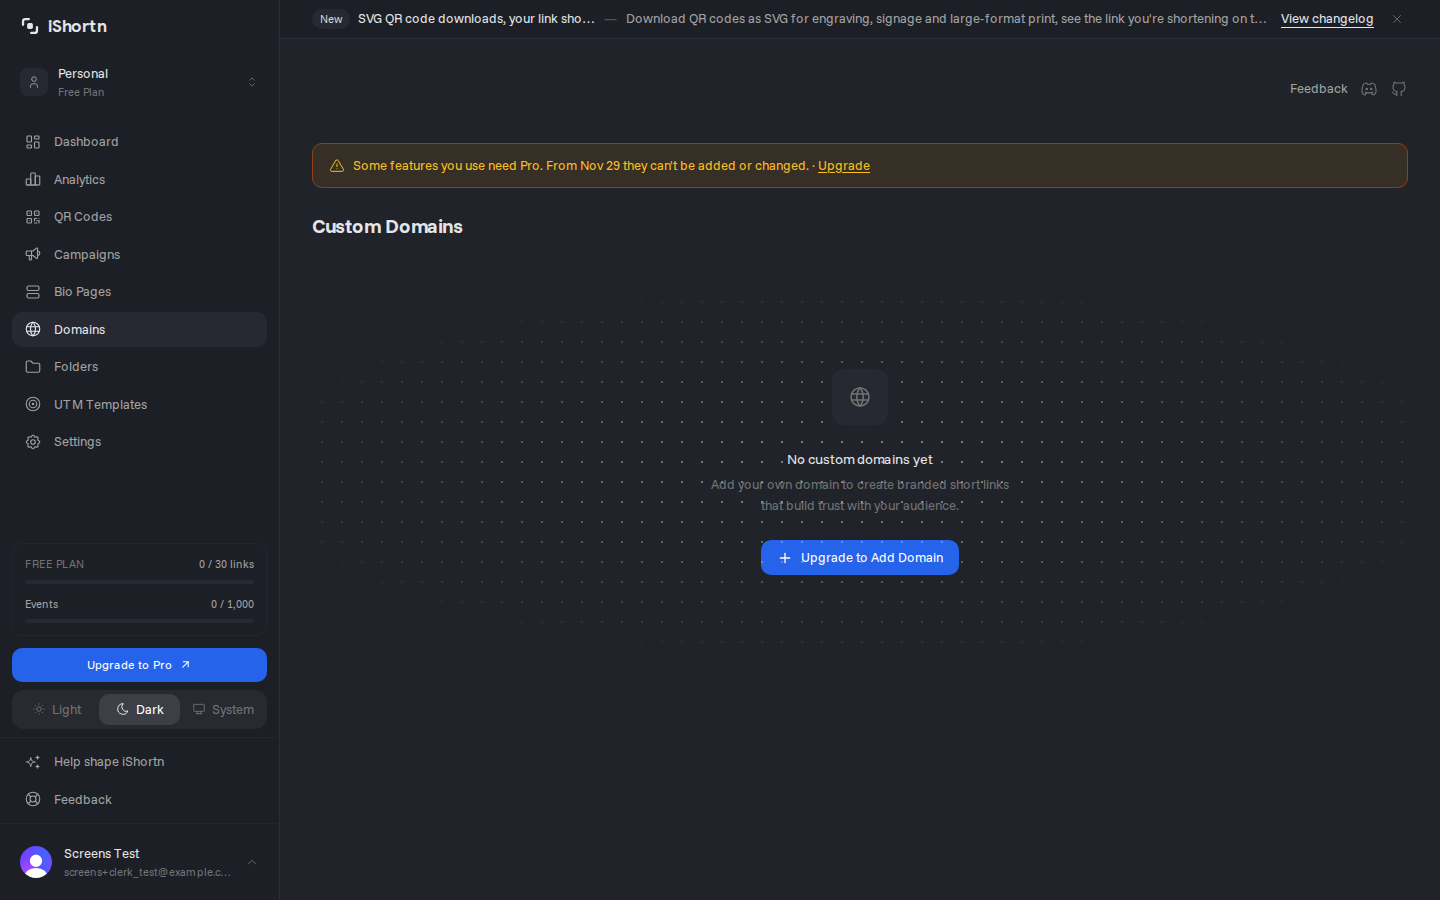 iShortn
Personal
Free Plan
Dashboard
Analytics
QR Codes
Campaigns
Bio Pages
Domains
Folders
UTM Templates
Settings
FREE PLAN 0 / 30 links
Events 0 / 1,000
Upgrade to Pro
Light Dark System
Help shape iShortn
Feedback
Screens Test
screens+clerk_test@example.c...
New SVG QR code downloads, your link sho... — Download QR codes as SVG for engraving, signage and large-format print, see the link you're shortening on t... View changelog
Feedback
Some features you use need Pro. From Nov 29 they can't be added or changed. · Upgrade
Custom Domains
No custom domains yet
Add your own domain to create branded short links
that build trust with your audience.
Upgrade to Add Domain